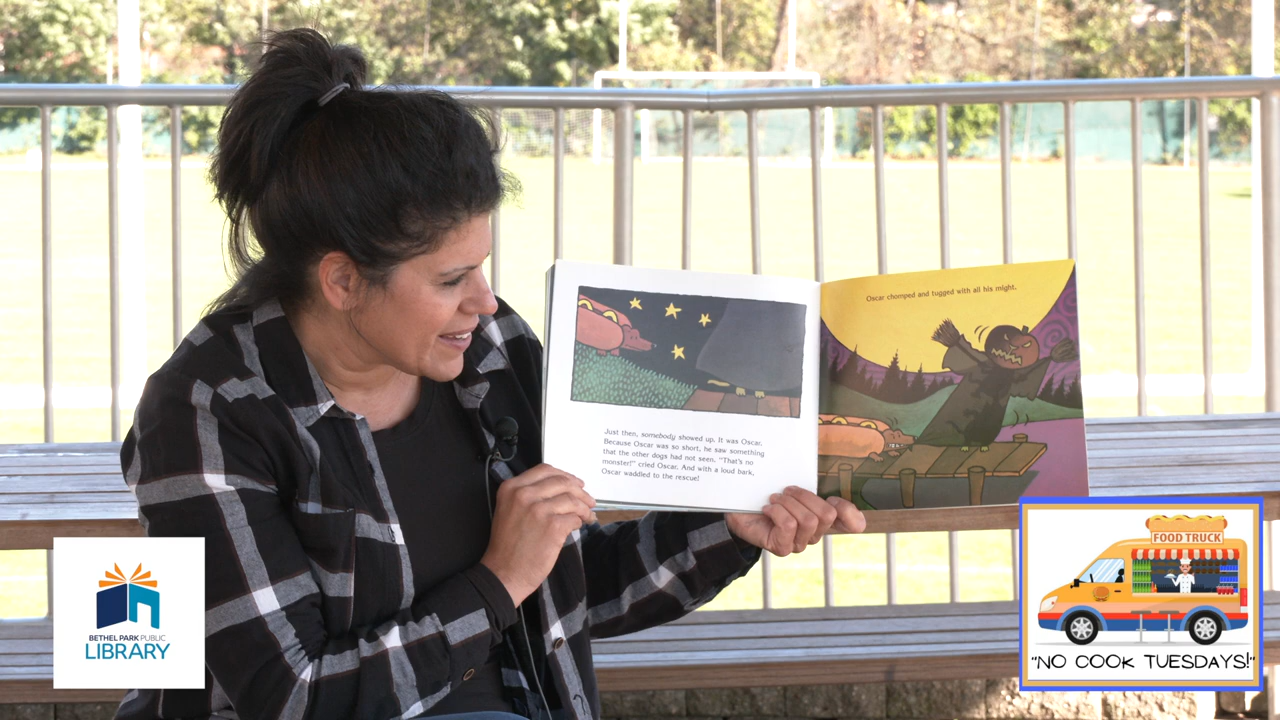 Just then, somebody showed up. It was Oscar.
Because Oscar was so short, he saw something
that the other dogs had not seen. "That's no
monster!" cried Oscar. And with a loud bark,
Oscar waddled to the rescue!
Oscar chomped and tugged with all his might.
BETHEL PARK PUBLIC
LIBRARY
FOOD TRUCK
"NO COOK TUESDAYS!"